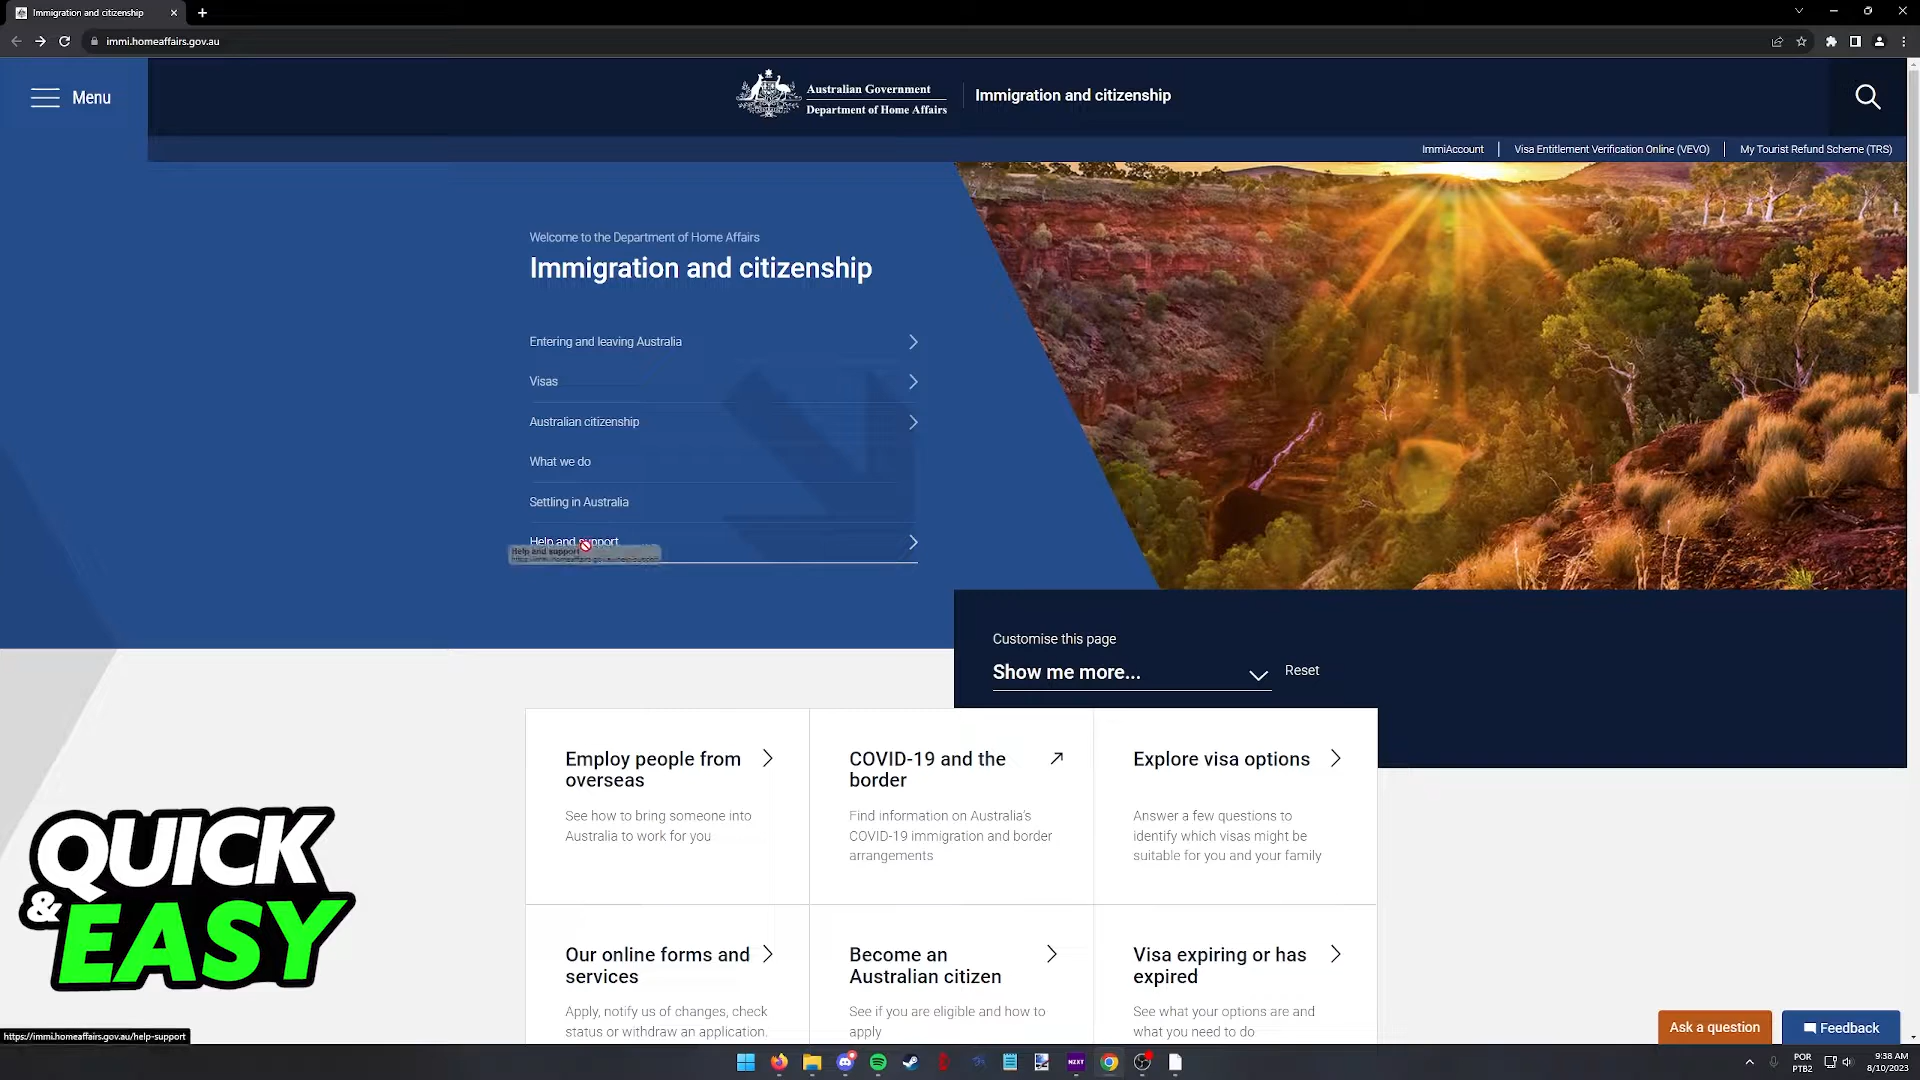 Immigration and citizenship
immi.homeaffairs.gov.au
Menu
Australian Government
Department of Home Affairs
Immigration and citizenship
ImmiAccount
Visa Entitlement Verification Online (VEVO)
My Tourist Refund Scheme (TRS)
Welcome to the Department of Home Affairs
Immigration and citizenship
Entering and leaving Australia
Visas
Australian citizenship
What we do
Settling in Australia
Help and support
Help and support
Customise this page
Show me more...
Reset
Employ people from
overseas
See how to bring someone into
Australia to work for you
COVID-19 and the
border
Find information on Australia's
COVID-19 immigration and border
arrangements
Explore visa options
Answer a few questions to
identify which visas might be
suitable for you and your family
Our online forms and
services
Apply, notify us of changes, check
status or withdraw an application.
Become an
Australian citizen
See if you are eligible and how to
apply
Visa expiring or has
expired
See what your options are and
what you need to do
QUICK
& EASY
Ask a question
Feedback
https://immi.homeaffairs.gov.au/help-support
NZXT
POR
PTB2
9:38 AM
8/10/2023